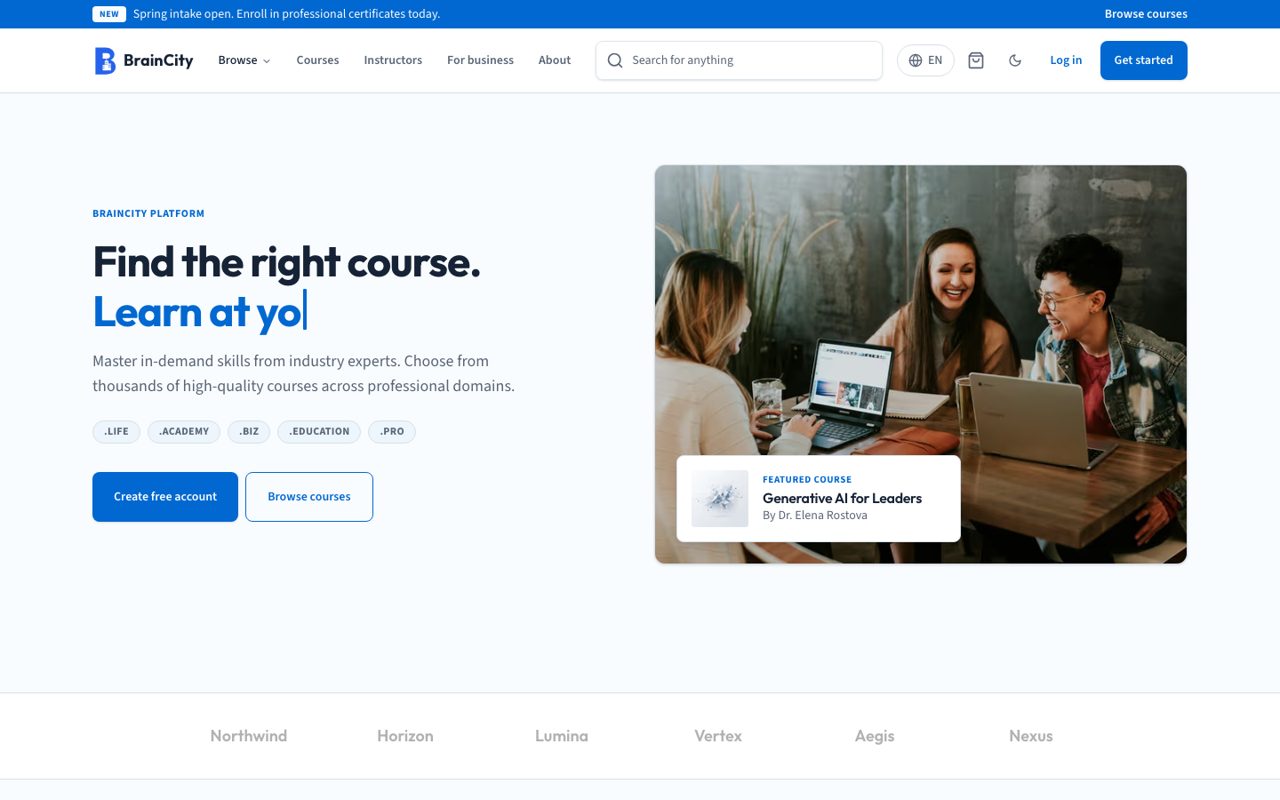 NEW Spring intake open. Enroll in professional certificates today. Browse courses
BrainCity Browse Courses Instructors For business About Search for anything EN Log in Get started
BRAINCITY PLATFORM
Find the right course.
Learn at yo
Master in-demand skills from industry experts. Choose from
thousands of high-quality courses across professional domains.
.LIFE .ACADEMY .BIZ .EDUCATION .PRO
Create free account Browse courses
FEATURED COURSE
Generative AI for Leaders
By Dr. Elena Rostova
Northwind Horizon Lumina Vertex Aegis Nexus